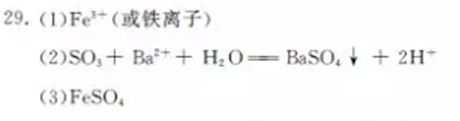 29. (1)Fe³⁺(或铁离子)
(2)SO₃+ Ba²⁺+ H₂O══BaSO₄↓ + 2H⁺
(3)FeSO₄